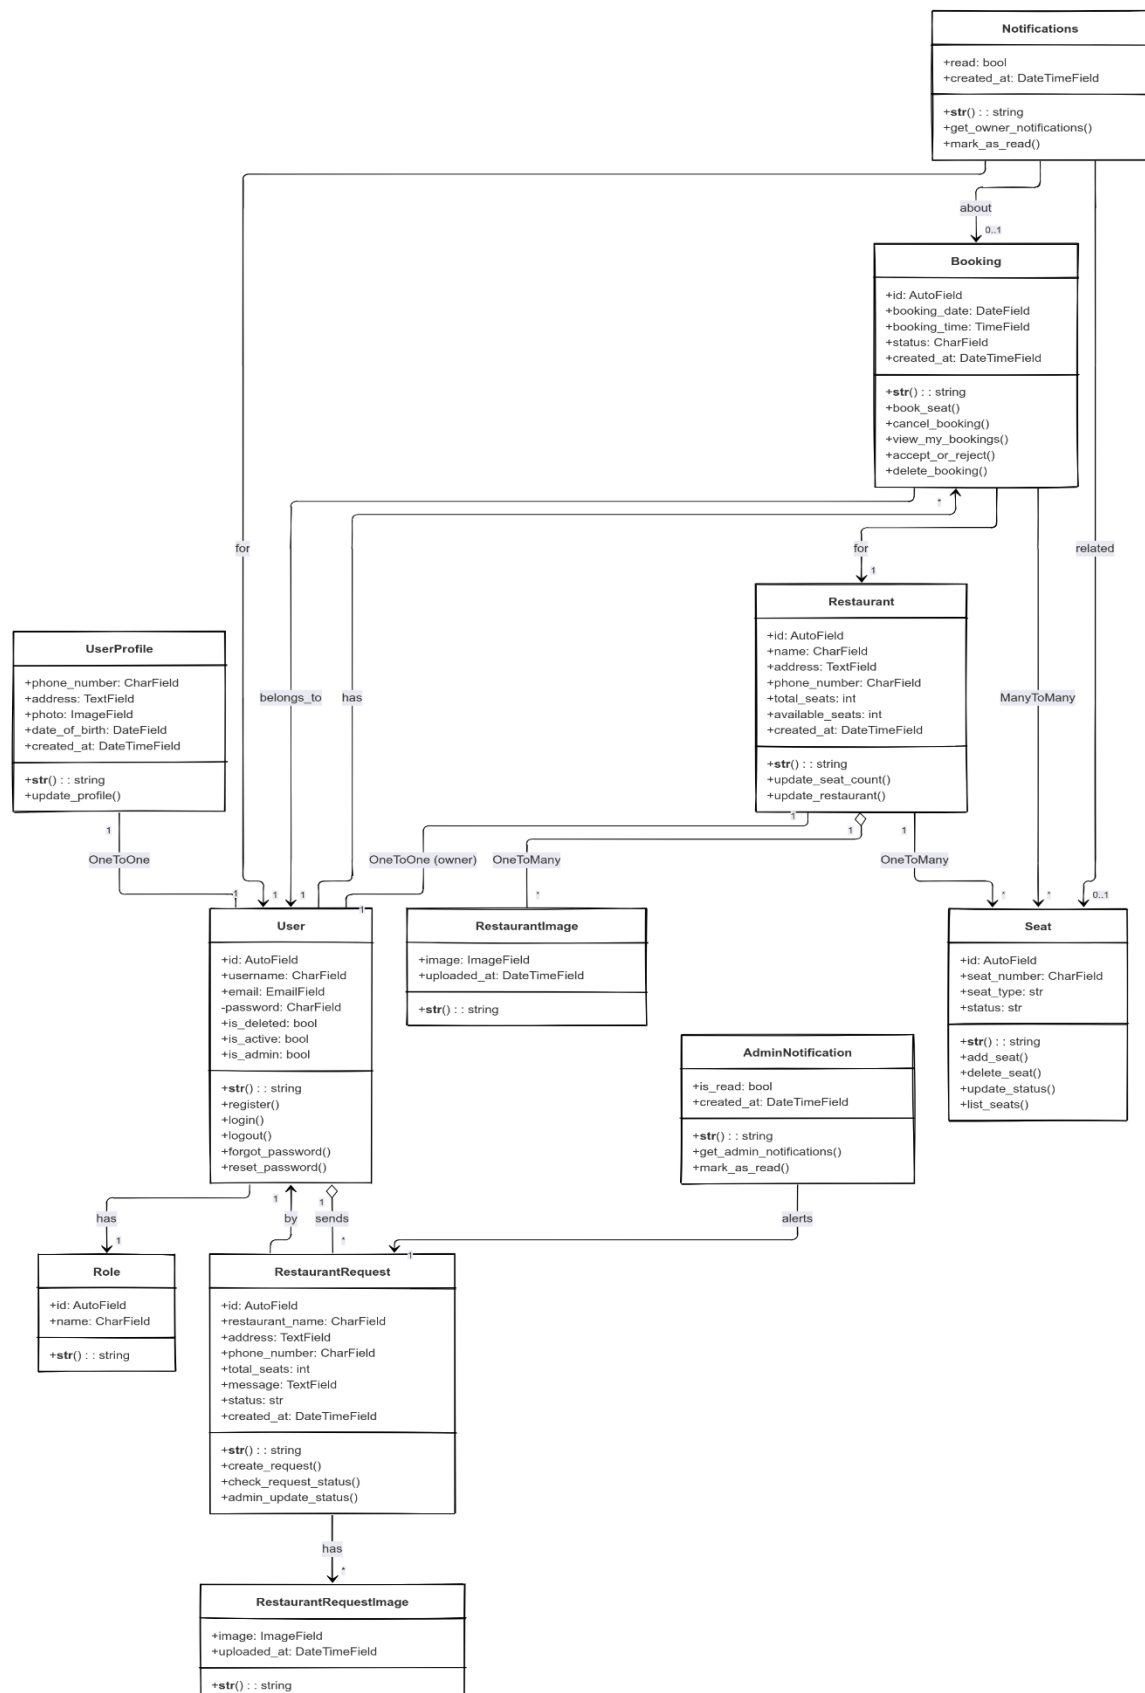 Notifications
+read: bool
+created_at: DateTimeField
+str() : : string
+get_owner_notifications()
+mark_as_read()
about
0..1
Booking
+id: AutoField
+booking_date: DateField
+booking_time: TimeField
+status: CharField
+created_at: DateTimeField
+str() : : string
+book_seat()
+cancel_booking()
+view_my_bookings()
+accept_or_reject()
+delete_booking()
*
for
for
related
1
Restaurant
+id: AutoField
+name: CharField
+address: TextField
+phone_number: CharField
+total_seats: int
+available_seats: int
+created_at: DateTimeField
+str() : : string
+update_seat_count()
+update_restaurant()
UserProfile
+phone_number: CharField
+address: TextField
+photo: ImageField
+date_of_birth: DateField
+created_at: DateTimeField
+str() : : string
+update_profile()
belongs_to
has
ManyToMany
1
1
1
1
OneToOne
OneToOne (owner)
OneToMany
OneToMany
1
1
1
1
*
*
*
0..1
User
+id: AutoField
+username: CharField
+email: EmailField
-password: CharField
+is_deleted: bool
+is_active: bool
+is_admin: bool
+str() : : string
+register()
+login()
+logout()
+forgot_password()
+reset_password()
RestaurantImage
+image: ImageField
+uploaded_at: DateTimeField
+str() : : string
Seat
+id: AutoField
+seat_number: CharField
+seat_type: str
+status: str
+str() : : string
+add_seat()
+delete_seat()
+update_status()
+list_seats()
AdminNotification
+is_read: bool
+created_at: DateTimeField
+str() : : string
+get_admin_notifications()
+mark_as_read()
1
1
has
by
sends
alerts
1
*
1
Role
+id: AutoField
+name: CharField
+str() : : string
RestaurantRequest
+id: AutoField
+restaurant_name: CharField
+address: TextField
+phone_number: CharField
+total_seats: int
+message: TextField
+status: str
+created_at: DateTimeField
+str() : : string
+create_request()
+check_request_status()
+admin_update_status()
has
*
RestaurantRequestImage
+image: ImageField
+uploaded_at: DateTimeField
+str() : : string